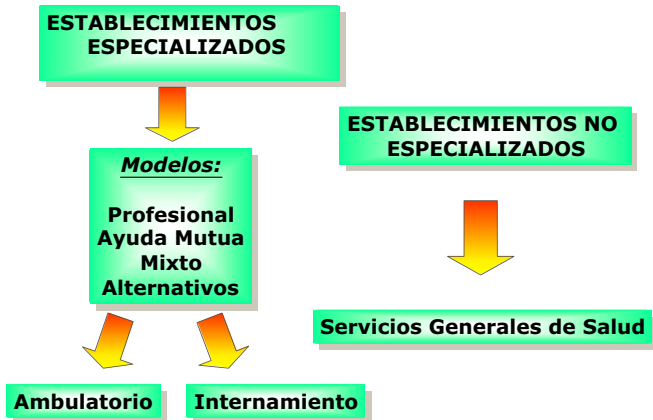 ESTABLECIMIENTOS
ESPECIALIZADOS
Modelos:
Profesional
Ayuda Mutua
Mixto
Alternativos
Ambulatorio
Internamiento
ESTABLECIMIENTOS NO
ESPECIALIZADOS
Servicios Generales de Salud